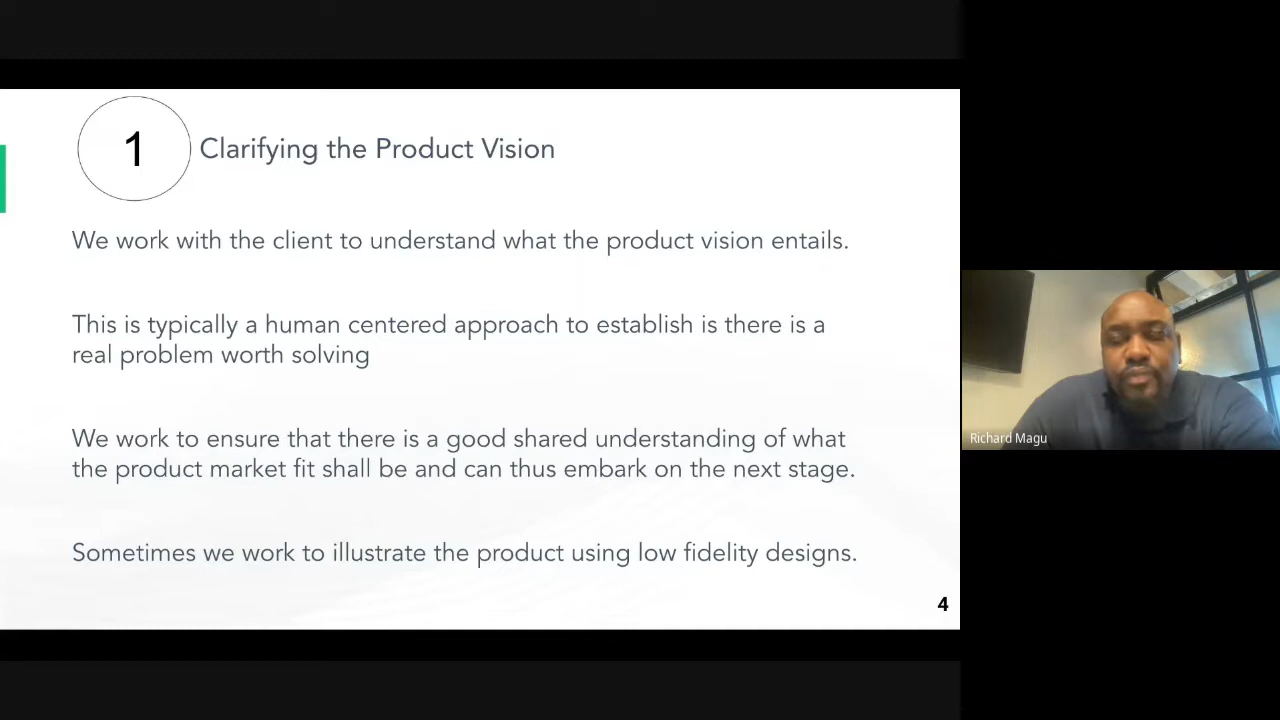 1
Clarifying the Product Vision
We work with the client to understand what the product vision entails.
This is typically a human centered approach to establish is there is a
real problem worth solving
We work to ensure that there is a good shared understanding of what
the product market fit shall be and can thus embark on the next stage.
Sometimes we work to illustrate the product using low fidelity designs.
4
Richard Magu